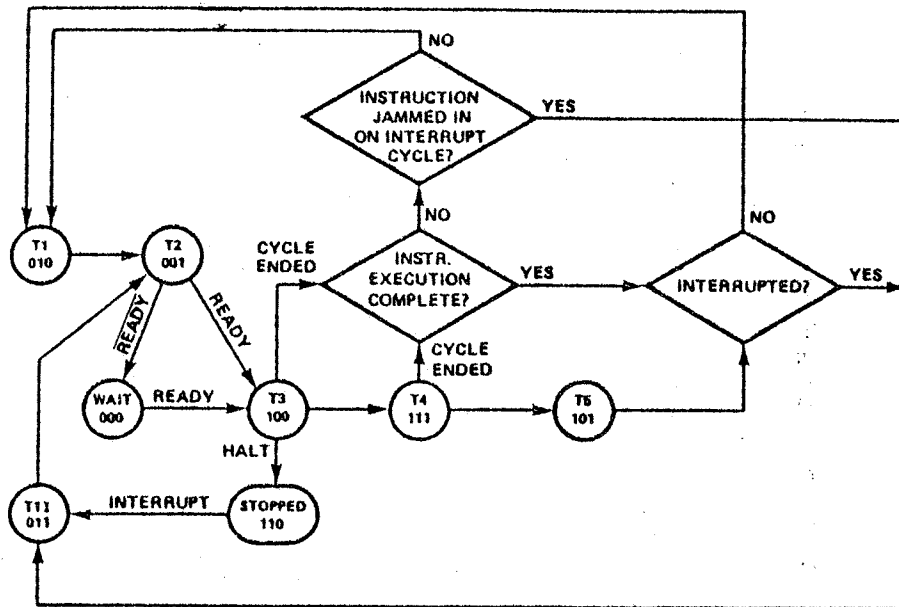 NO
INSTRUCTION
JAMMED IN
ON INTERRUPT
CYCLE?
YES
NO
NO
T1
010
T2
001
CYCLE
ENDED
INSTR.
EXECUTION
COMPLETE?
YES
INTERRUPTED?
YES
READY
READY
CYCLE
ENDED
WAIT
000
READY
T3
100
T4
111
T5
101
HALT
T1I
011
INTERRUPT
STOPPED
110